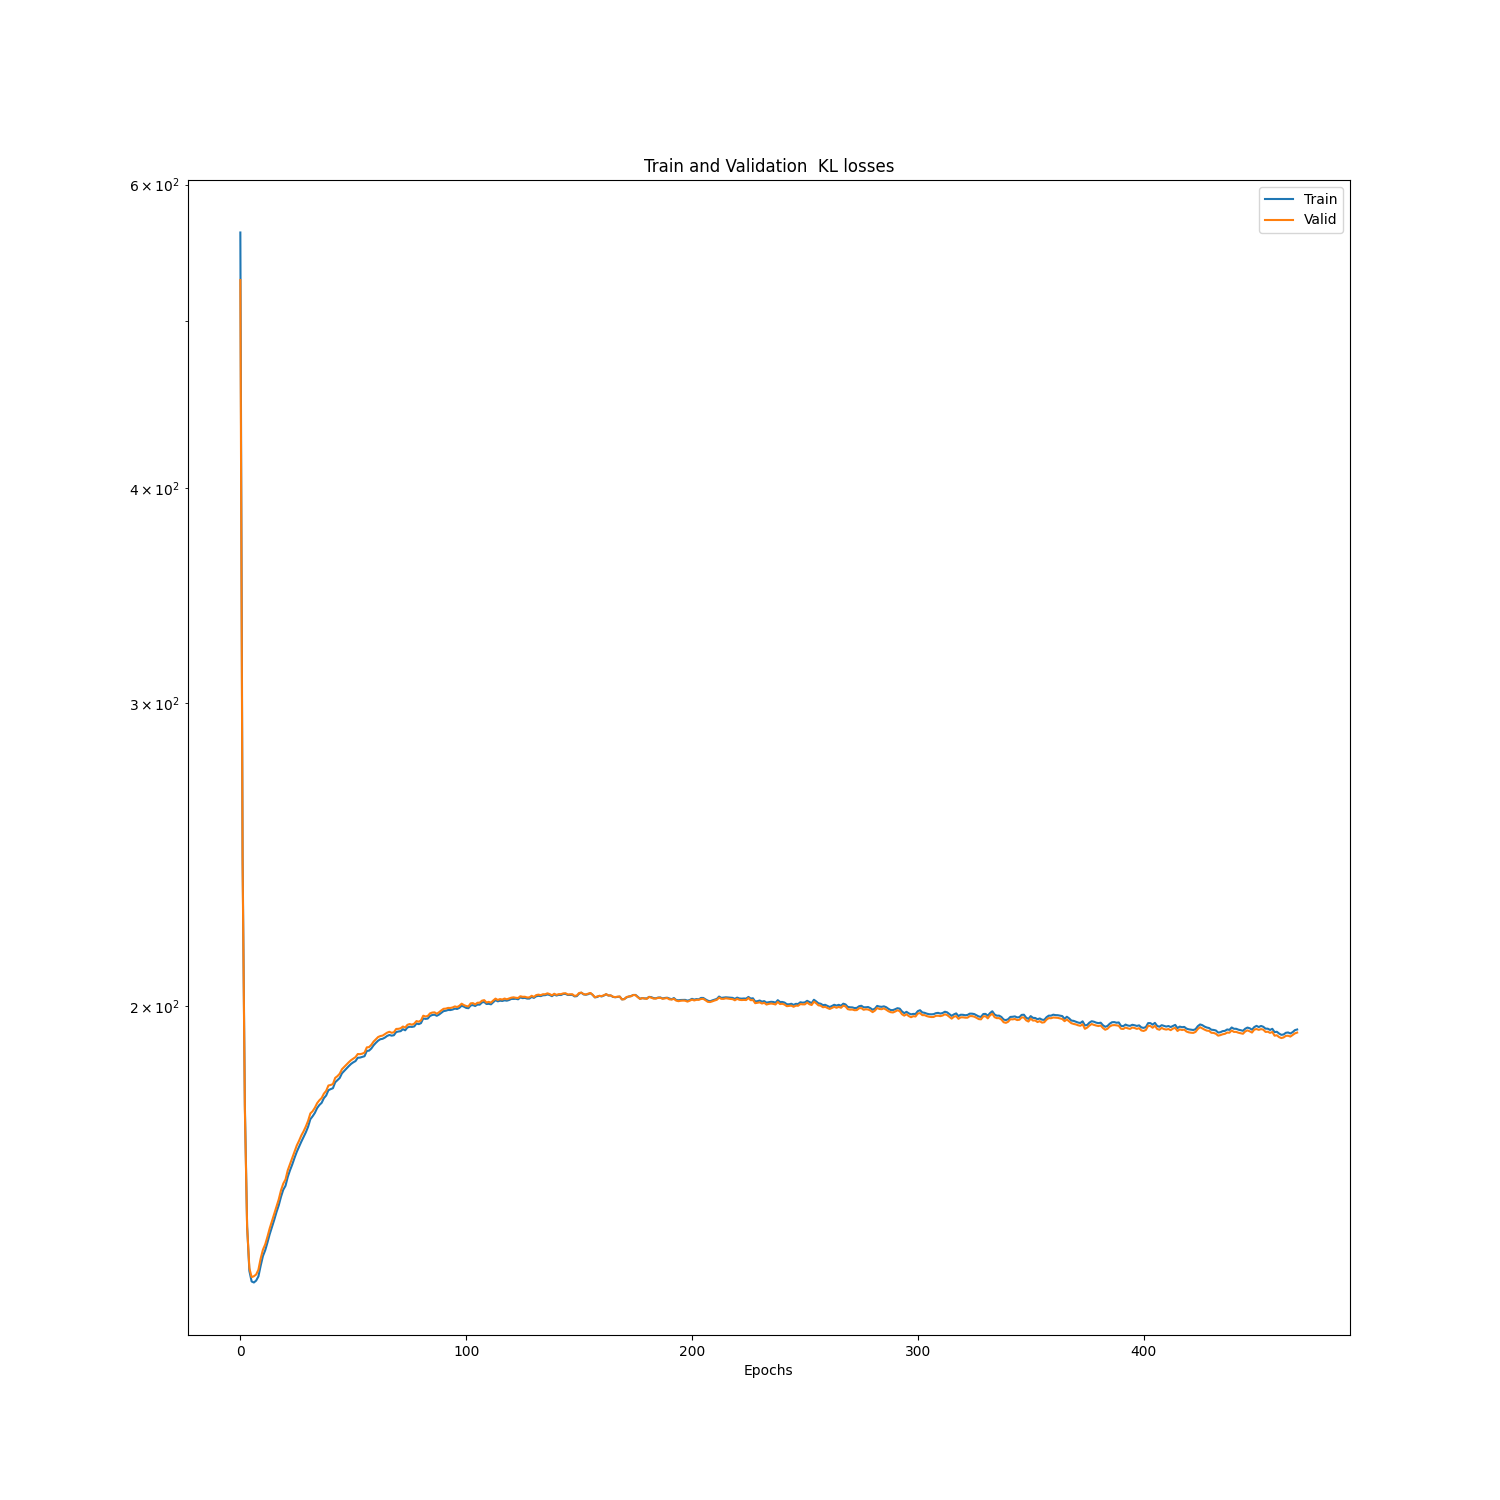 Train and Validation  KL losses
Train
Valid
6 × 10²
4 × 10²
3 × 10²
2 × 10²
0 100 200 300 400
Epochs